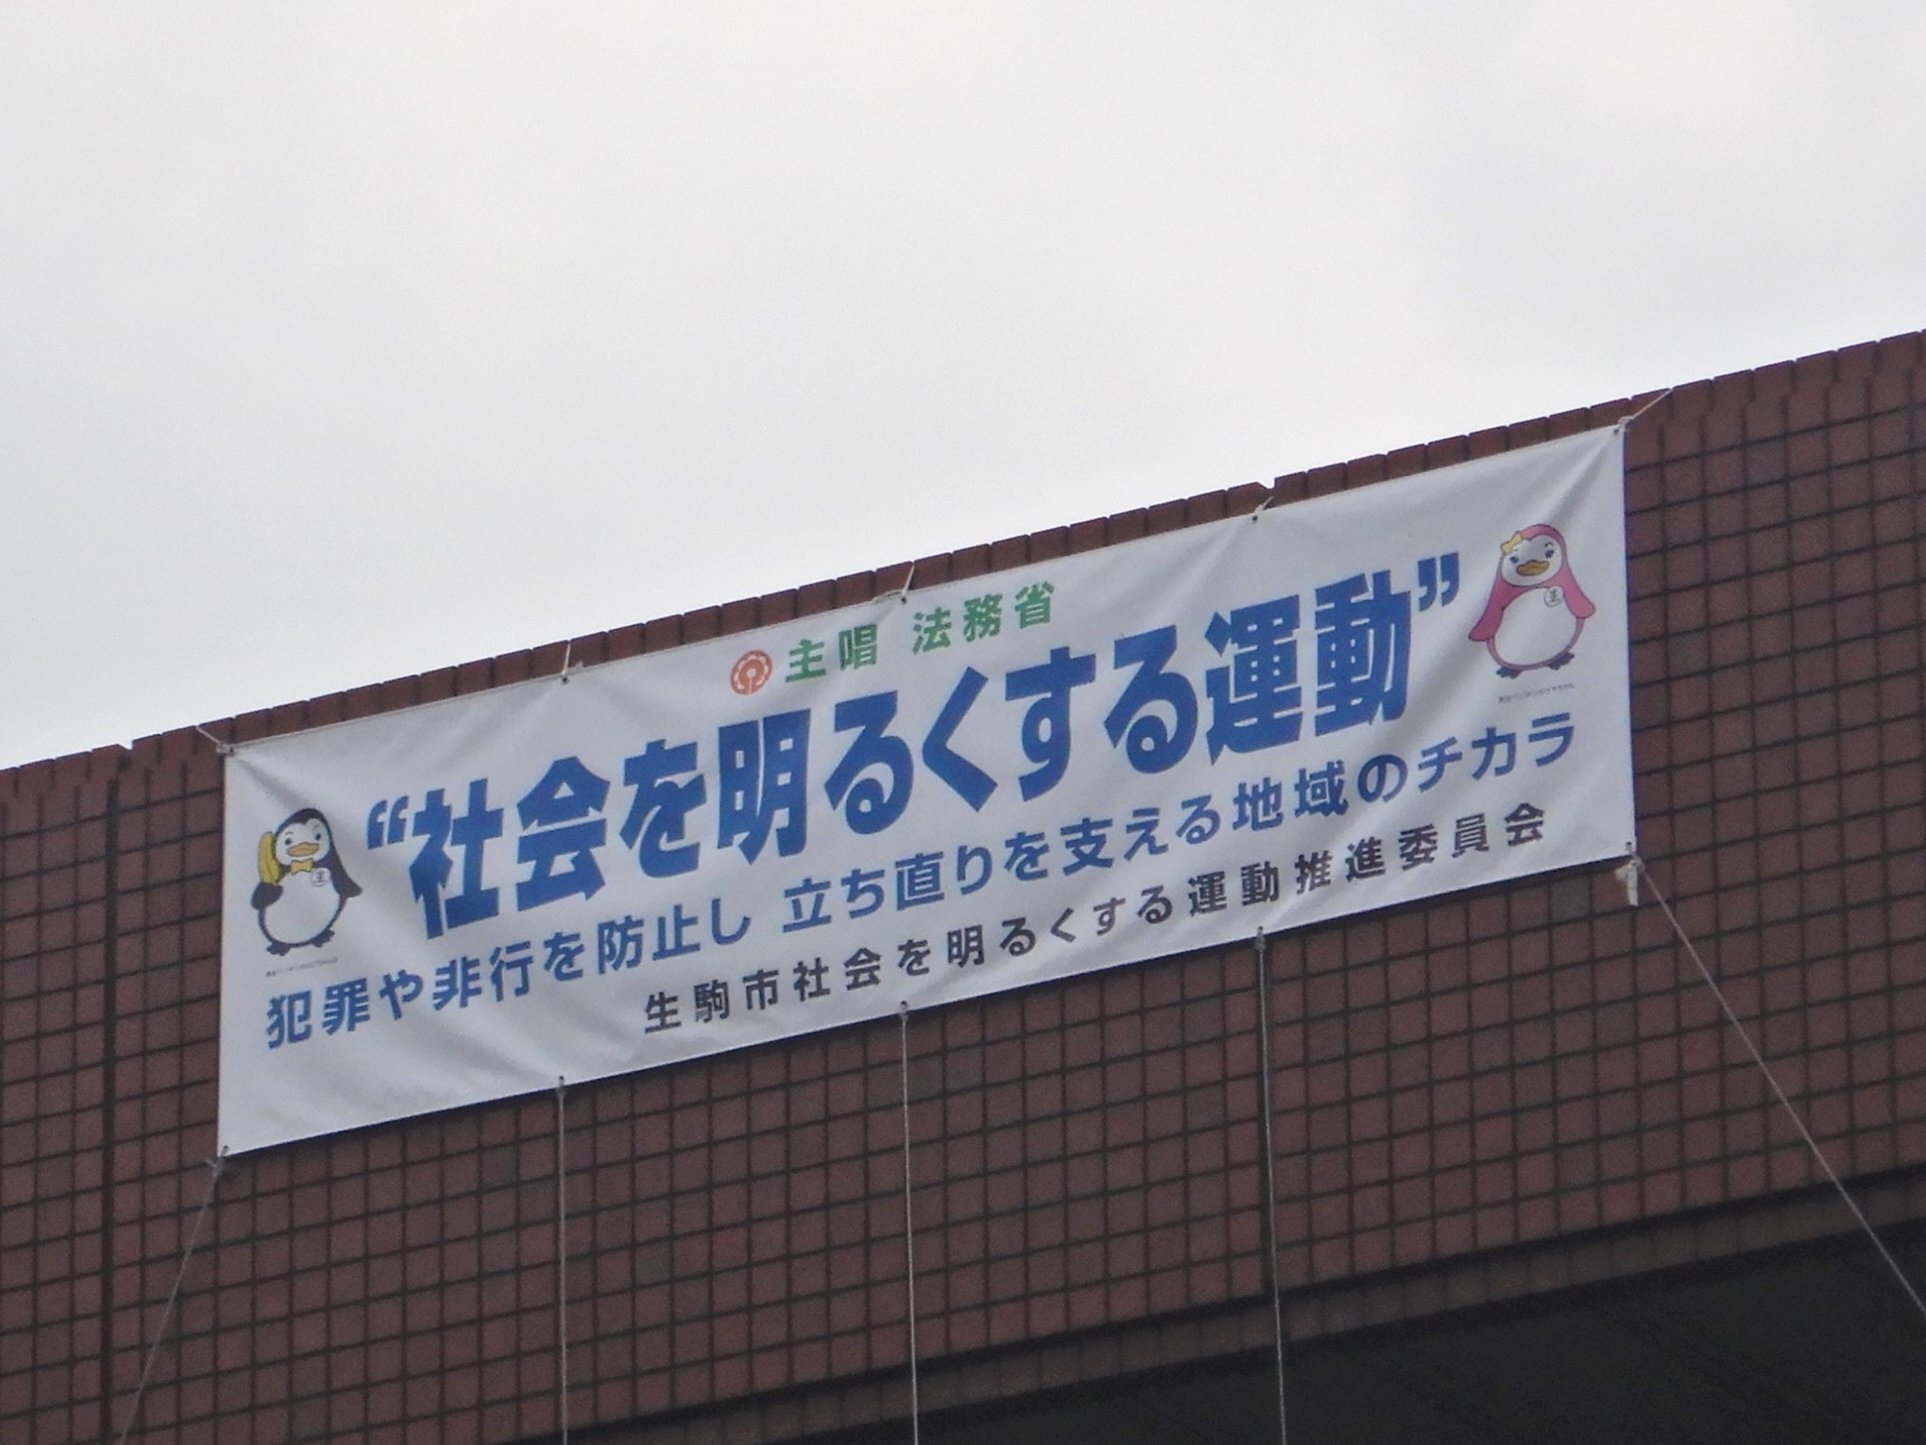 主唱 法務省
“社会を明るくする運動”
犯罪や非行を防止し 立ち直りを支える地域のチカラ
生駒市社会を明るくする運動推進委員会